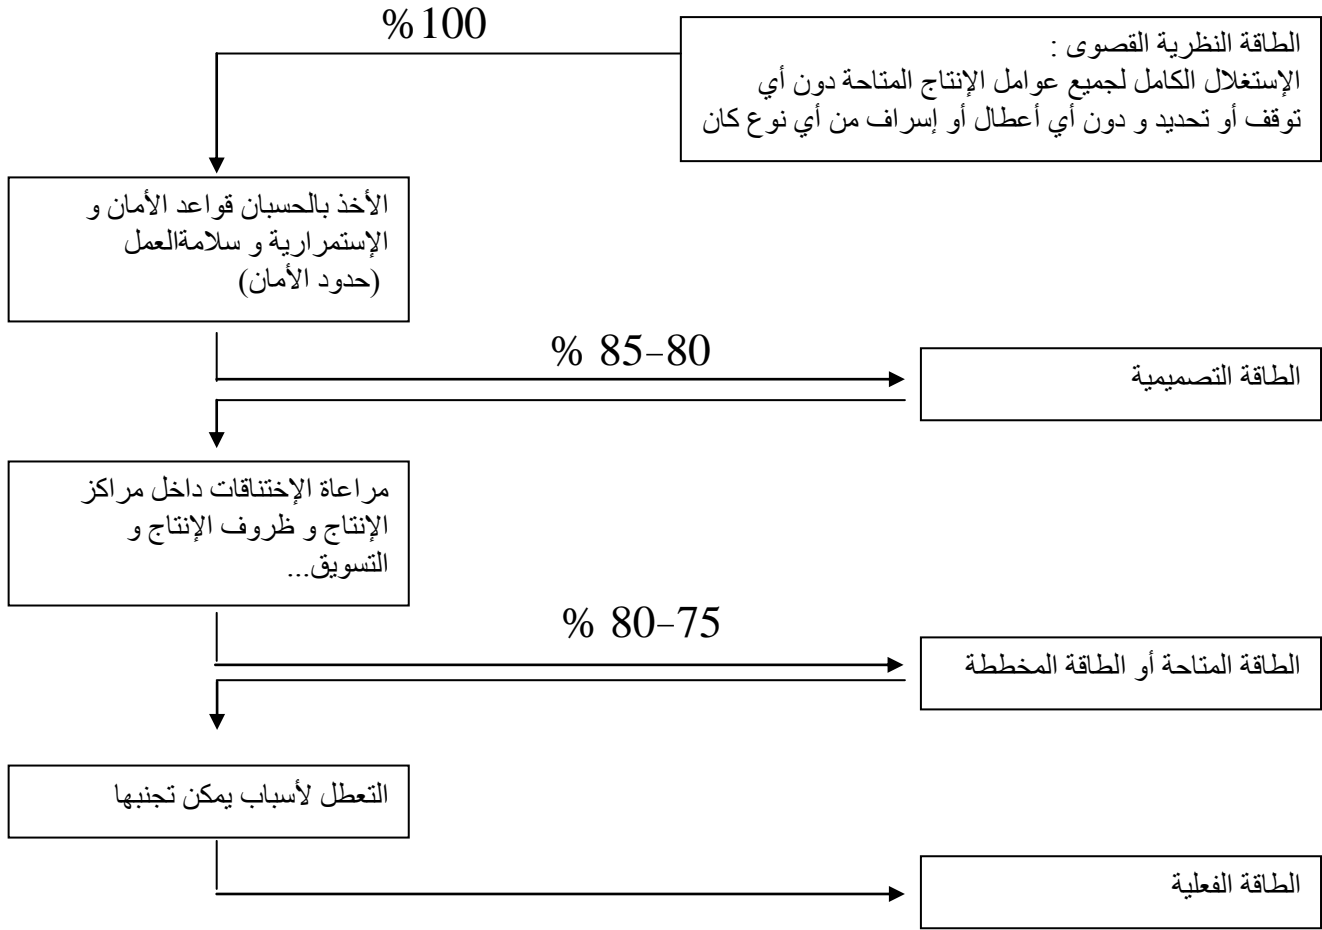 %100
الطاقة النظرية القصوى :
الإستغلال الكامل لجميع عوامل الإنتاج المتاحة دون أي
توقف أو تحديد و دون أي أعطال أو إسراف من أي نوع كان
الأخذ بالحسبان قواعد الأمان و
الإستمرارية و سلامةالعمل
(حدود الأمان)
% 85-80
الطاقة التصميمية
مراعاة الإختناقات داخل مراكز
الإنتاج و ظروف الإنتاج و
التسويق...
% 80-75
الطاقة المتاحة أو الطاقة المخططة
التعطل لأسباب يمكن تجنبها
الطاقة الفعلية